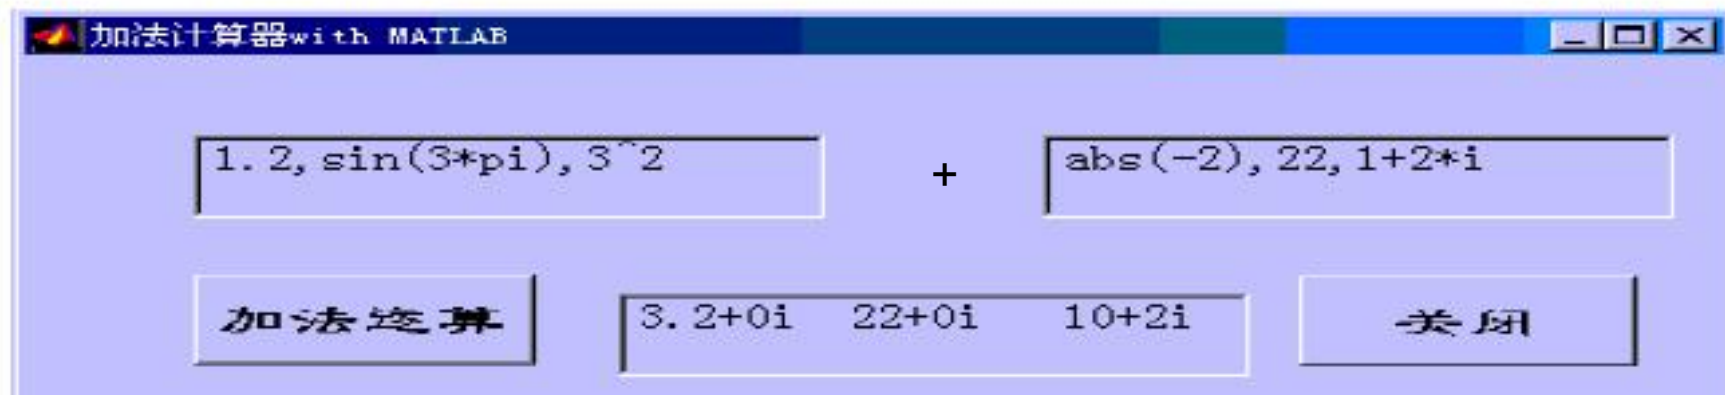 加法计算器with MATLAB
1.2,sin(3*pi),3^2 + abs(-2),22,1+2*i
加法运算 3.2+0i 22+0i 10+2i 关闭